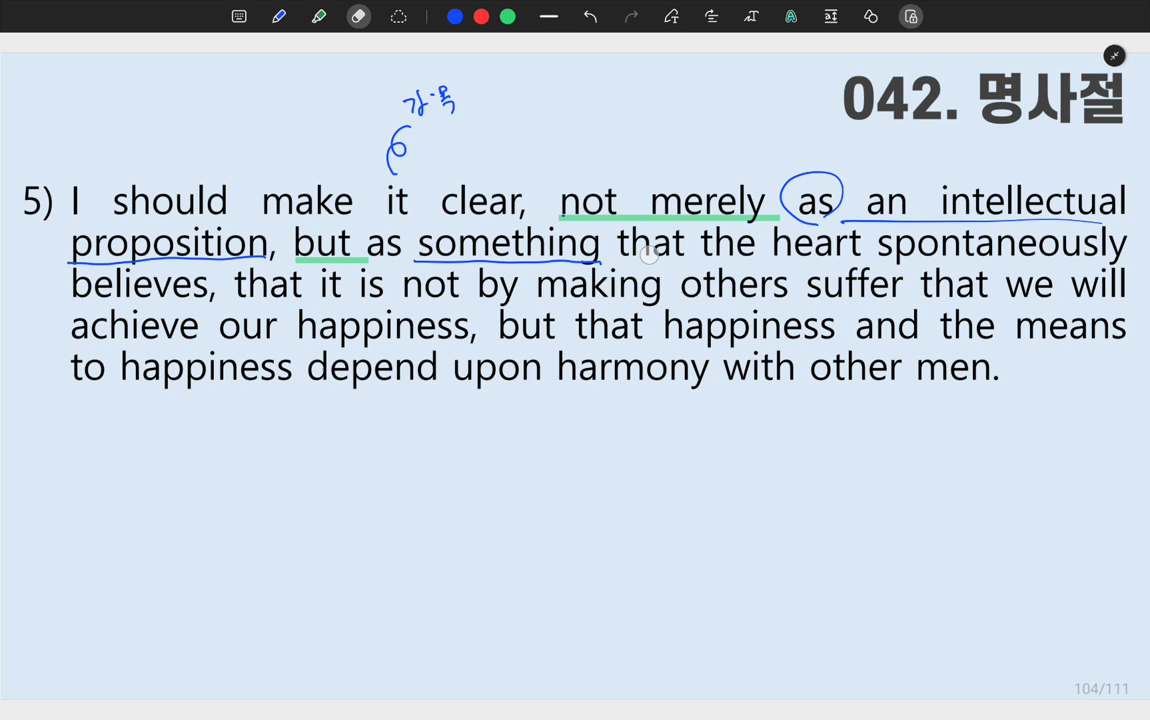 042. 명사절
감·목
5) I should make it clear, not merely as an intellectual
proposition, but as something that the heart spontaneously
believes, that it is not by making others suffer that we will
achieve our happiness, but that happiness and the means
to happiness depend upon harmony with other men.
104/111